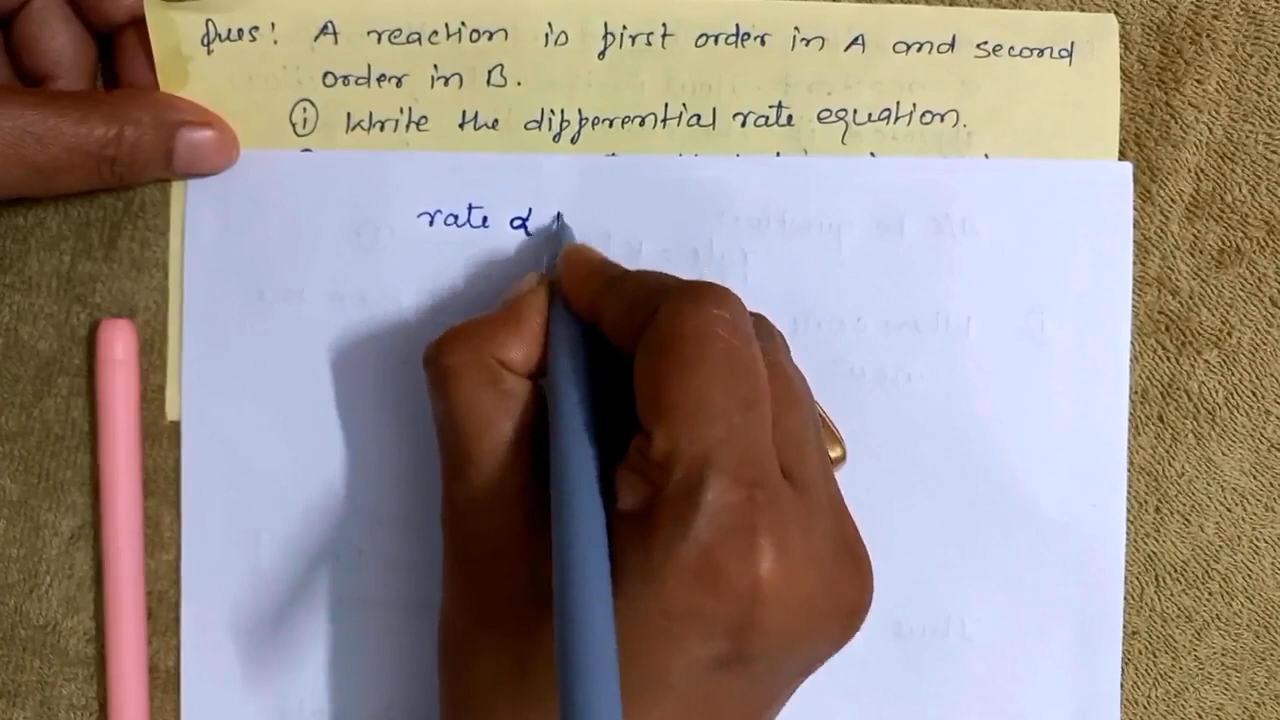 Ques: A reaction is first order in A and second
order in B.
(i) Write the differential rate equation.
rate α